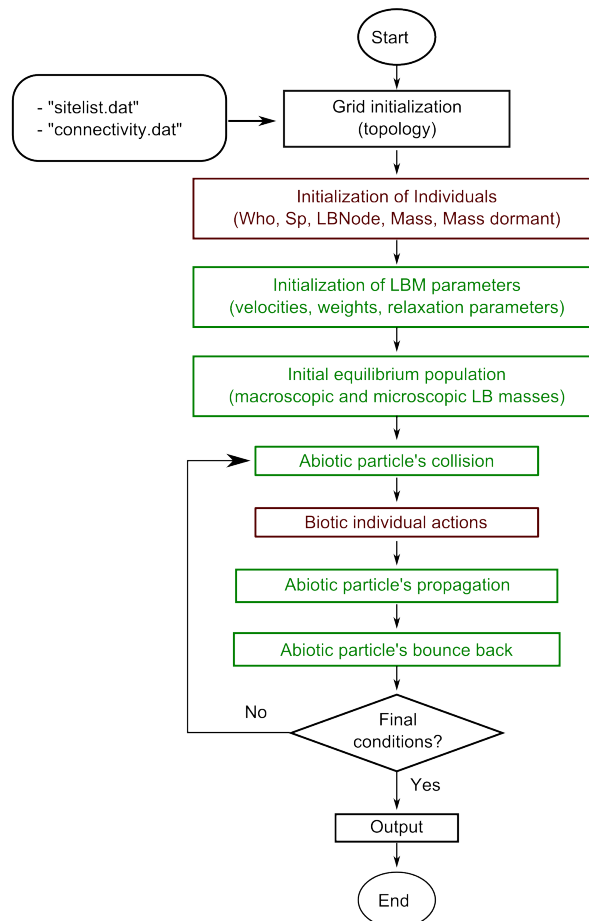 Start
- "sitelist.dat"
- "connectivity.dat"
Grid initialization
(topology)
Initialization of Individuals
(Who, Sp, LBNode, Mass, Mass dormant)
Initialization of LBM parameters
(velocities, weights, relaxation parameters)
Initial equilibrium population
(macroscopic and microscopic LB masses)
Abiotic particle's collision
Biotic individual actions
Abiotic particle's propagation
Abiotic particle's bounce back
No
Final
conditions?
Yes
Output
End